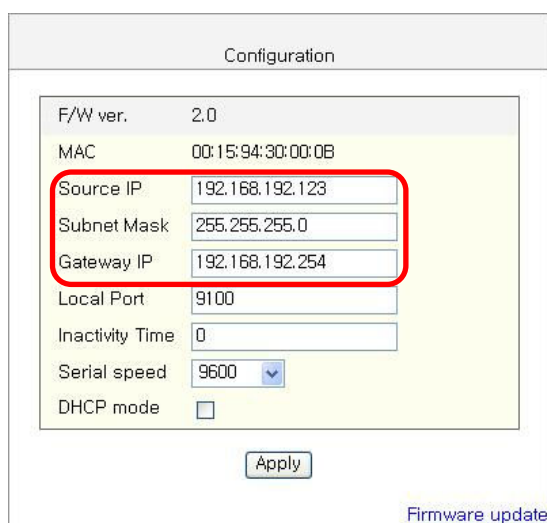 Configuration
F/W ver. 2.0
MAC 00:15:94:30:00:0B
Source IP 192.168.192.123
Subnet Mask 255.255.255.0
Gateway IP 192.168.192.254
Local Port 9100
Inactivity Time 0
Serial speed 9600
DHCP mode
Apply
Firmware update